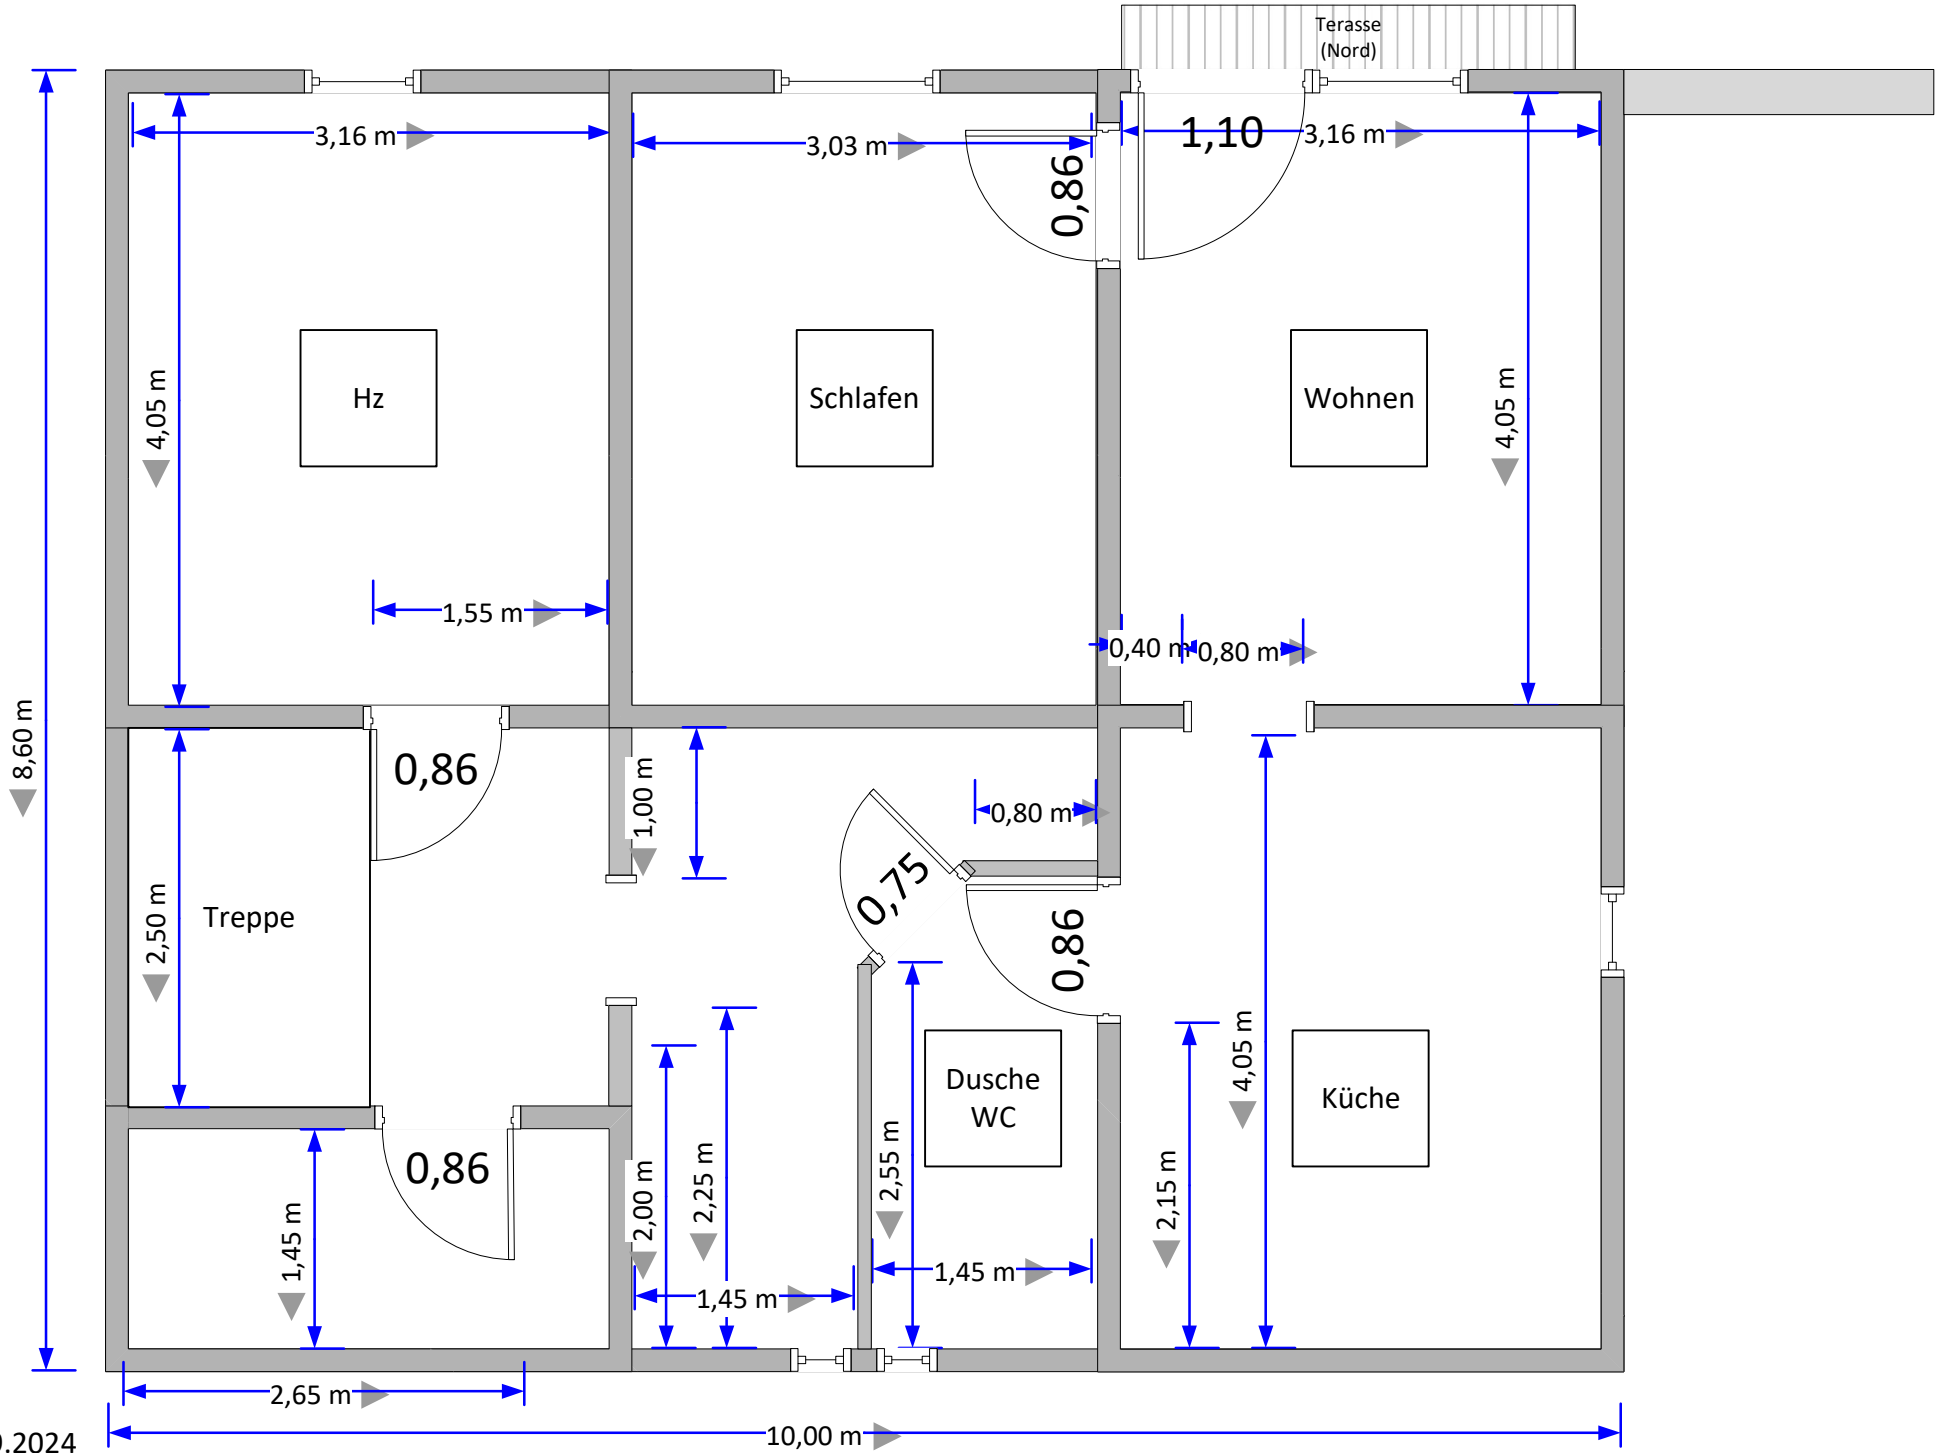 Terasse
(Nord)
3,16 m
3,03 m
1,10
3,16 m
0,86
4,05 m
Hz
Schlafen
Wohnen
4,05 m
1,55 m
0,40 m
0,80 m
8,60 m
0,86
1,00 m
0,80 m
0,75
2,50 m
Treppe
0,86
4,05 m
Dusche
WC
Küche
0,86
2,00 m
2,25 m
2,55 m
2,15 m
1,45 m
1,45 m
1,45 m
2,65 m
10,00 m
.2024